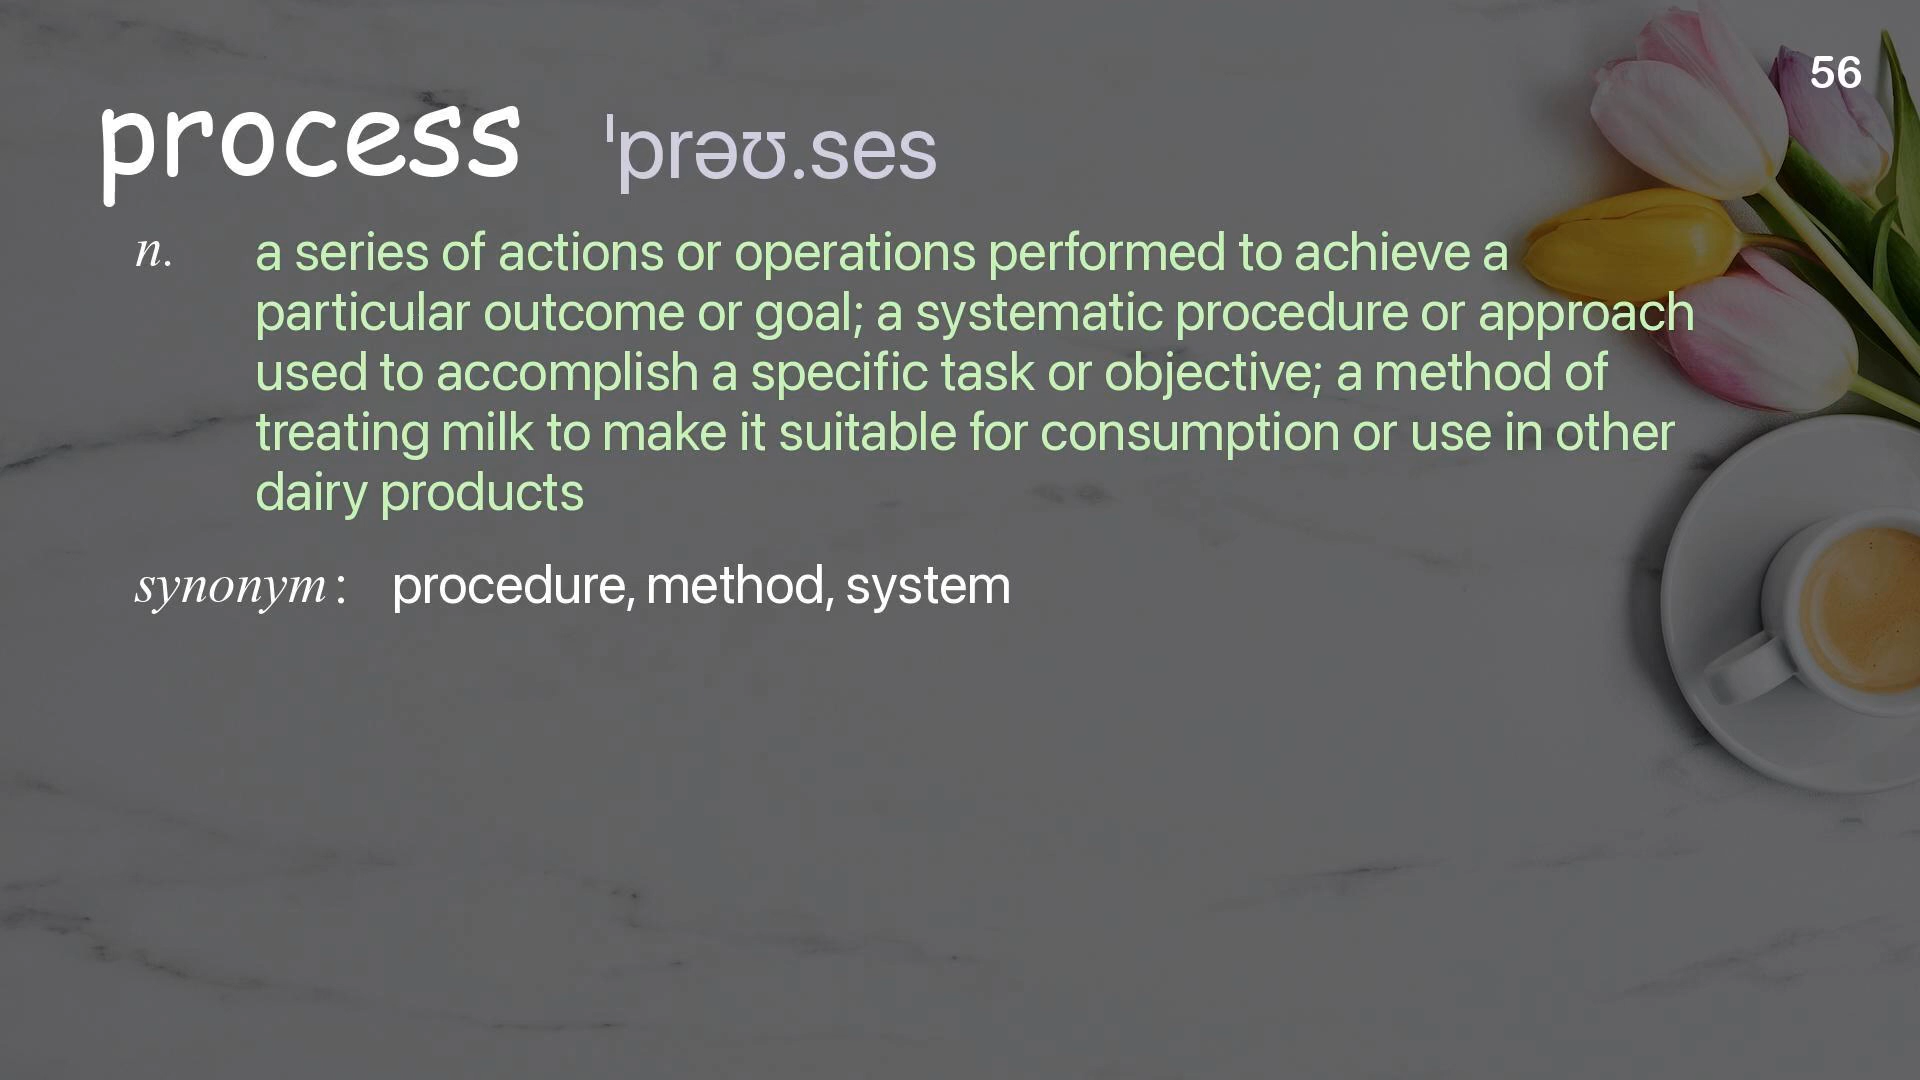 56
process ˈprəʊ.ses
n. a series of actions or operations performed to achieve a
particular outcome or goal; a systematic procedure or approach
used to accomplish a specific task or objective; a method of
treating milk to make it suitable for consumption or use in other
dairy products
synonym: procedure, method, system